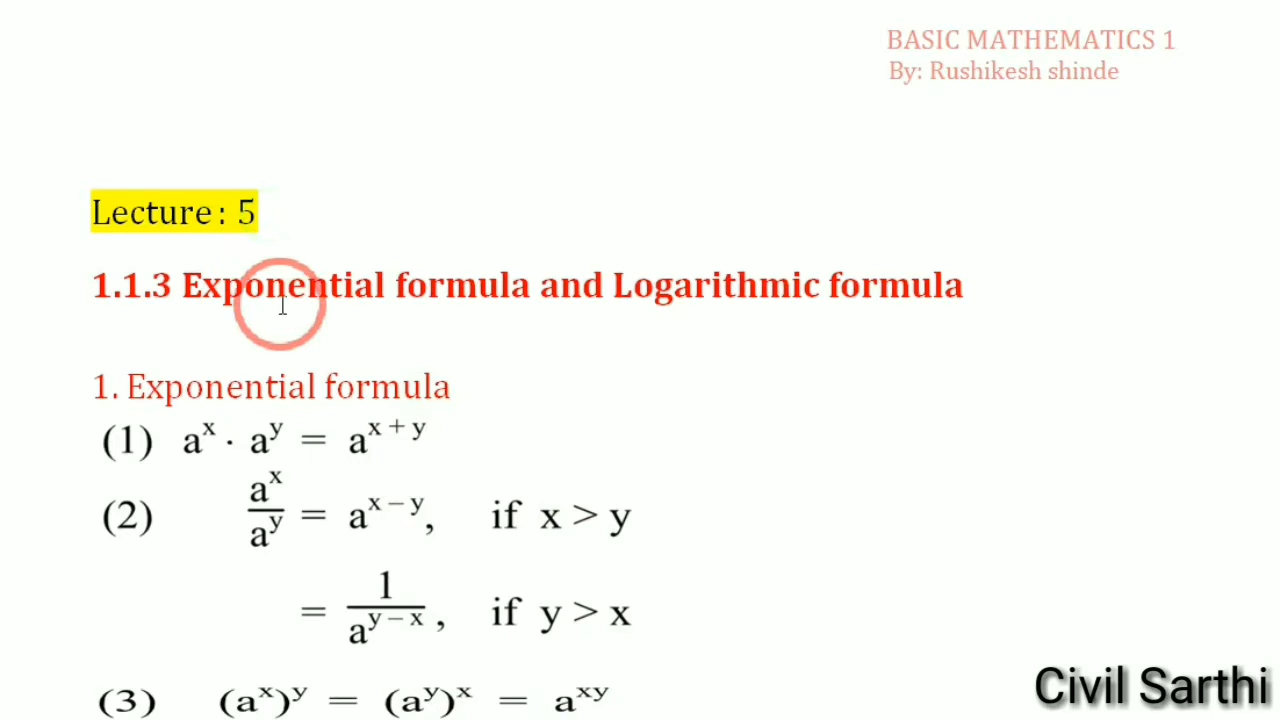 BASIC MATHEMATICS 1
By: Rushikesh shinde
Lecture : 5
1.1.3 Exponential formula and Logarithmic formula
1. Exponential formula
(1) aˣ · aʸ = aˣ⁺ʸ
(2) aˣ/aʸ = aˣ⁻ʸ, if x > y
= 1/aʸ⁻ˣ, if y > x
(3) (aˣ)ʸ = (aʸ)ˣ = aˣʸ
Civil Sarthi